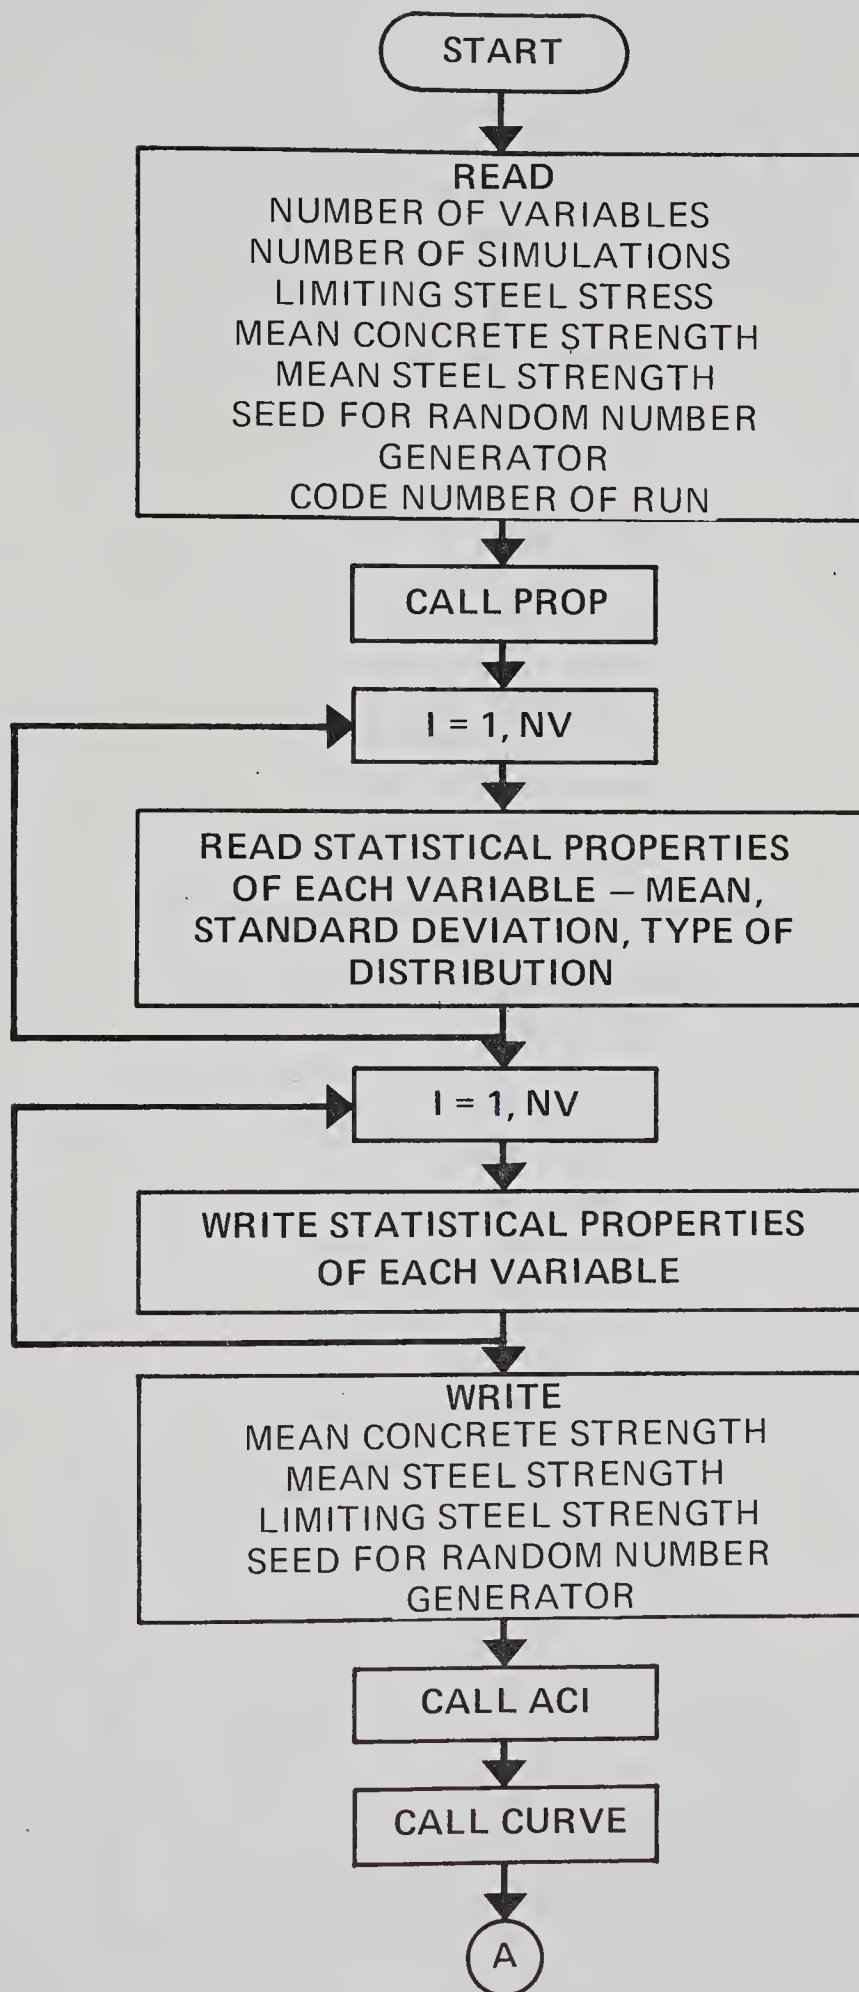 START
READ
NUMBER OF VARIABLES
NUMBER OF SIMULATIONS
LIMITING STEEL STRESS
MEAN CONCRETE STRENGTH
MEAN STEEL STRENGTH
SEED FOR RANDOM NUMBER
GENERATOR
CODE NUMBER OF RUN
CALL PROP
I = 1, NV
READ STATISTICAL PROPERTIES
OF EACH VARIABLE – MEAN,
STANDARD DEVIATION, TYPE OF
DISTRIBUTION
I = 1, NV
WRITE STATISTICAL PROPERTIES
OF EACH VARIABLE
WRITE
MEAN CONCRETE STRENGTH
MEAN STEEL STRENGTH
LIMITING STEEL STRENGTH
SEED FOR RANDOM NUMBER
GENERATOR
CALL ACI
CALL CURVE
A